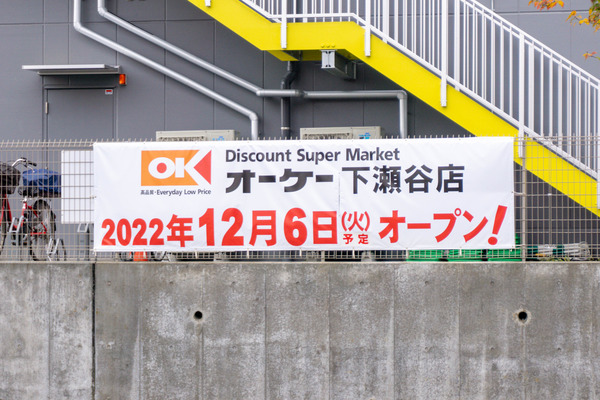 OK
高品質・Everyday Low Price
Discount Super Market
オーケー下瀬谷店
2022年12月6日(火)予定オープン!